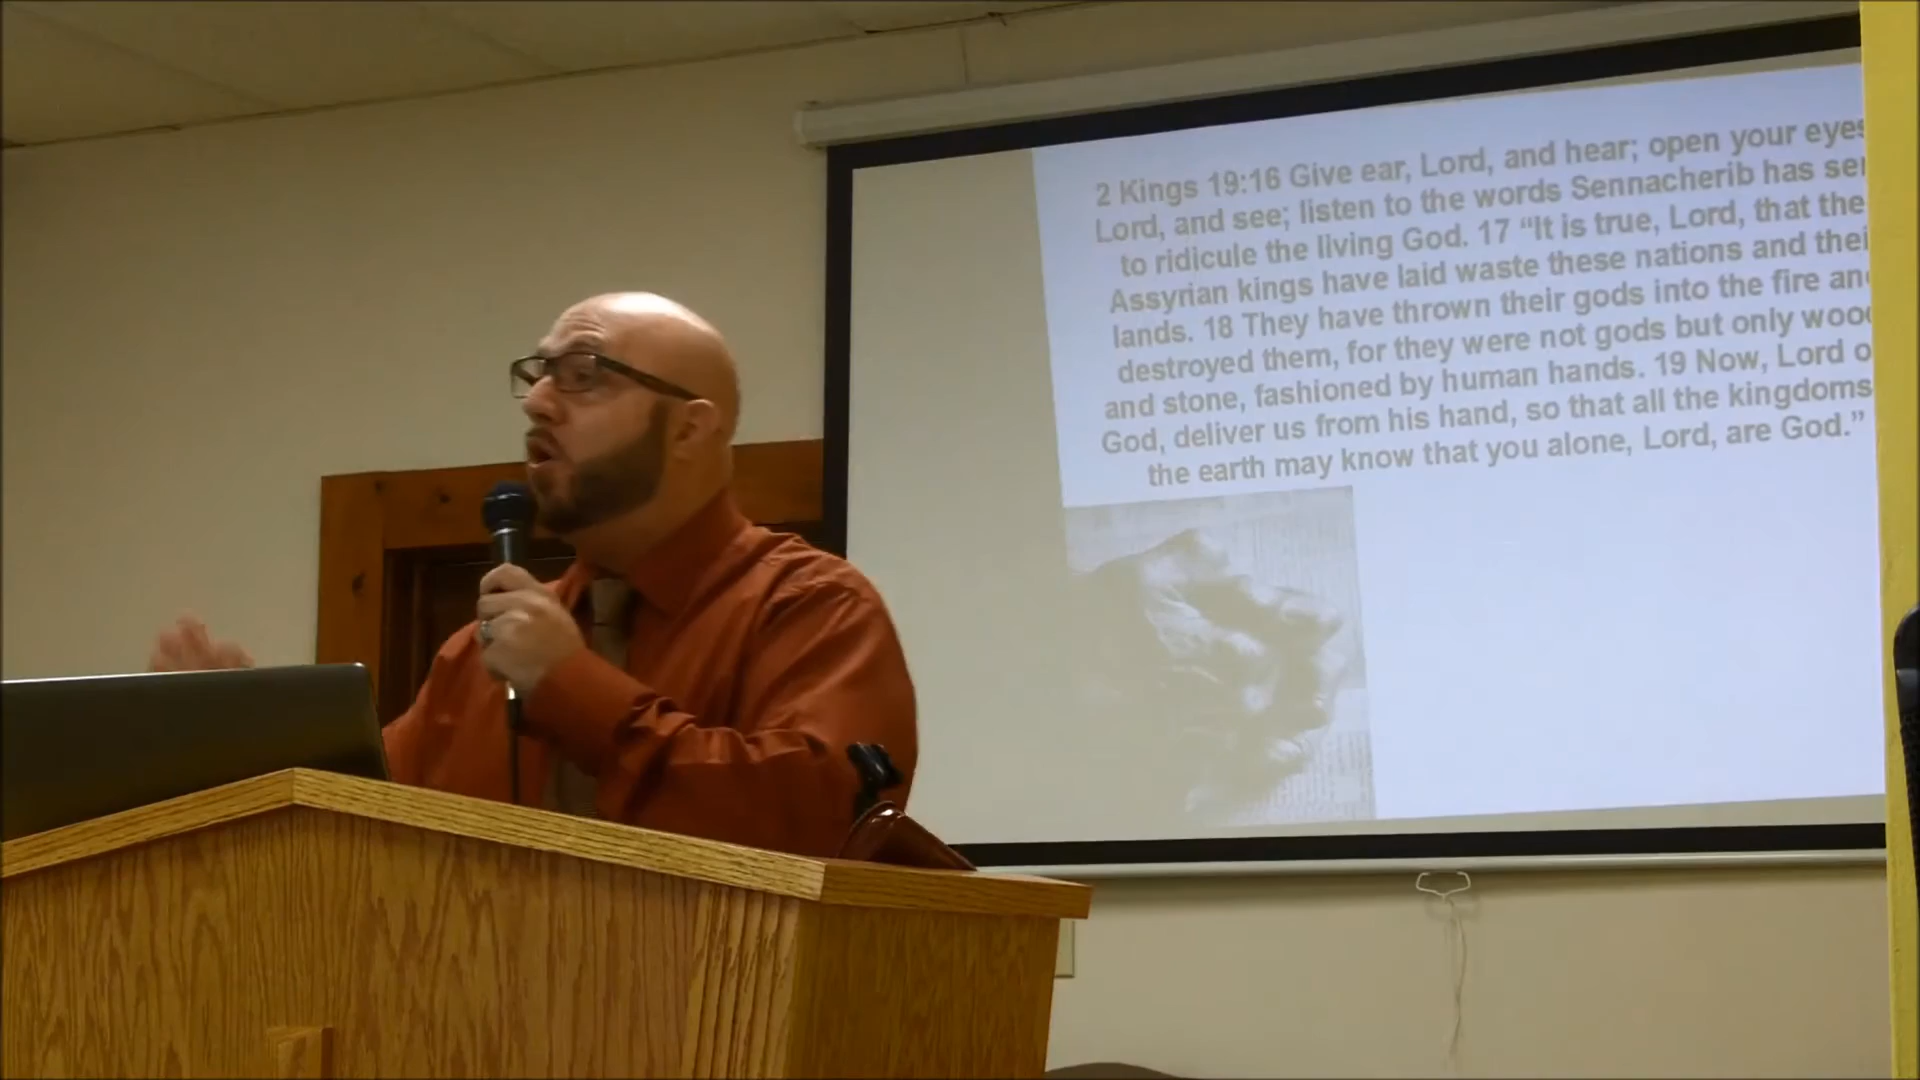 2 Kings 19:16 Give ear, Lord, and hear; open your eyes
Lord, and see; listen to the words Sennacherib has
to ridicule the living God. 17 “It is true, Lord, that the
Assyrian kings have laid waste these nations and
lands. 18 They have thrown their gods into the fire
destroyed them, for they were not gods but only
and stone, fashioned by human hands. 19 Now, Lord
God, deliver us from his hand, so that all the kingdoms
the earth may know that you alone, Lord, are God.”